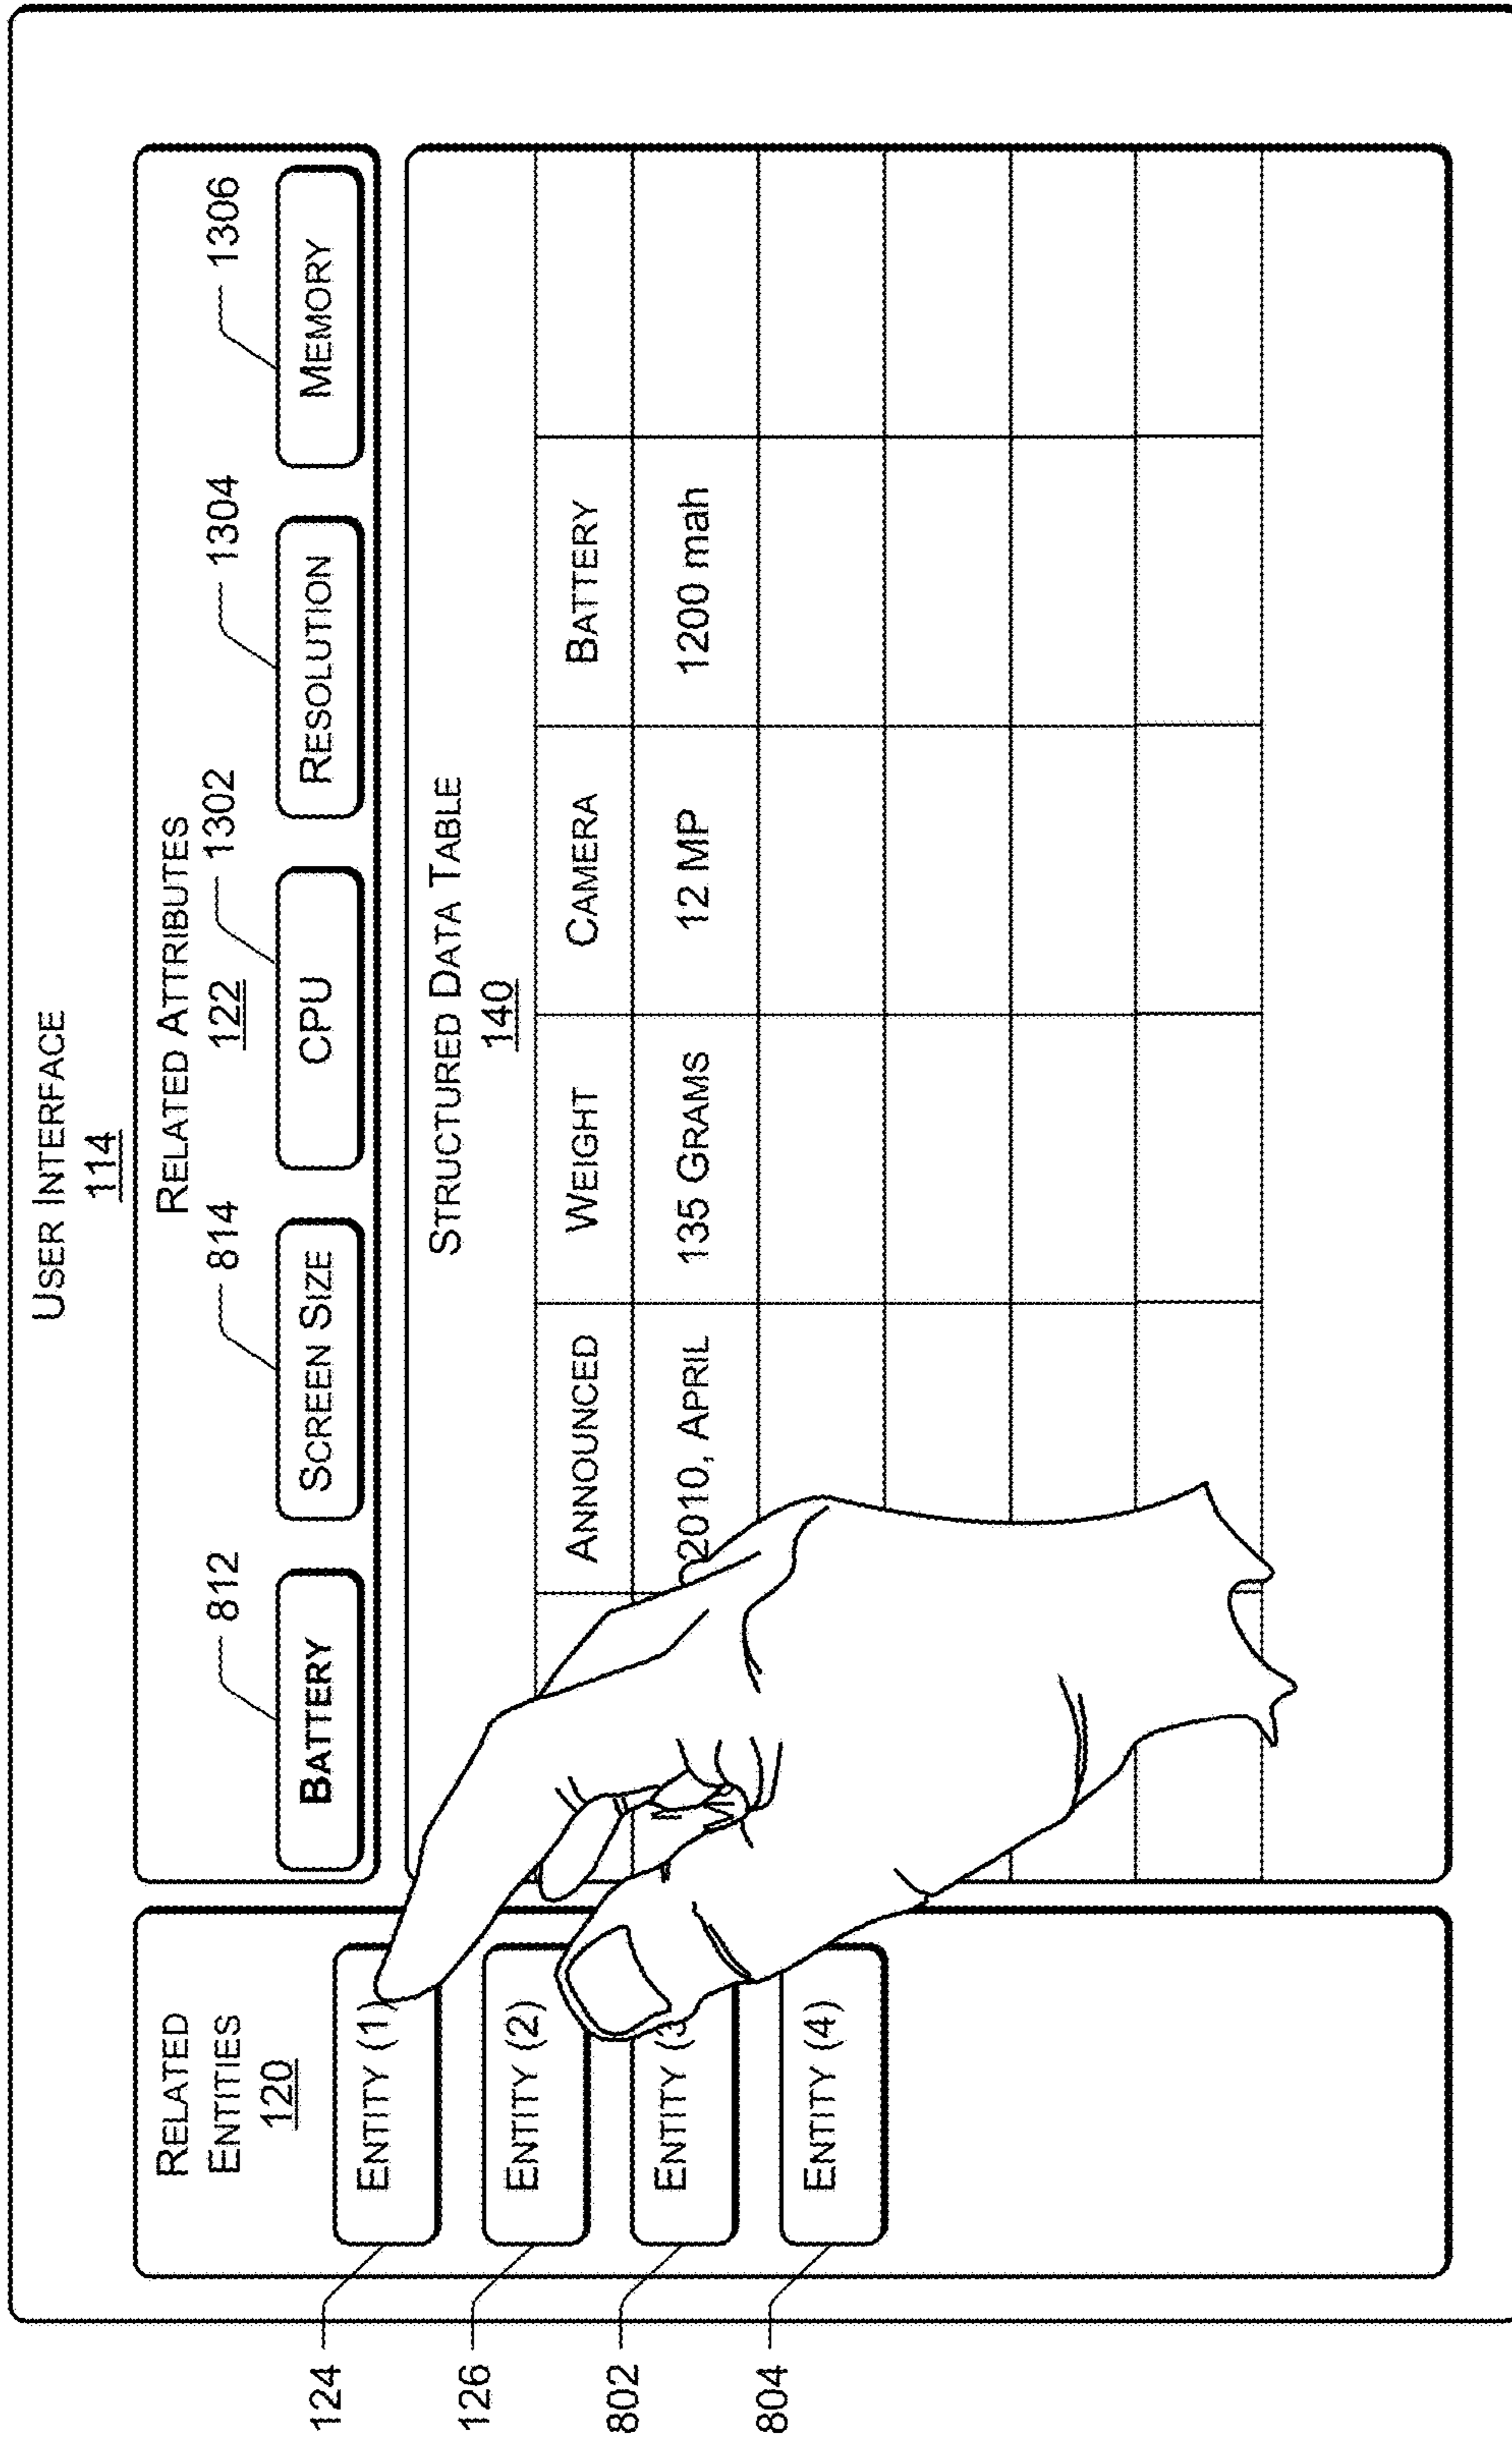 USER INTERFACE
114
RELATED
ENTITIES
120
124
ENTITY (1)
126
ENTITY (2)
802
ENTITY (3
804
ENTITY (4)
RELATED ATTRIBUTES
122
812
814
1302
1304
1306
BATTERY
SCREEN SIZE
CPU
RESOLUTION
MEMORY
STRUCTURED DATA TABLE
140
ANNOUNCED WEIGHT CAMERA BATTERY
2010, APRIL 135 GRAMS 12 MP 1200 mah